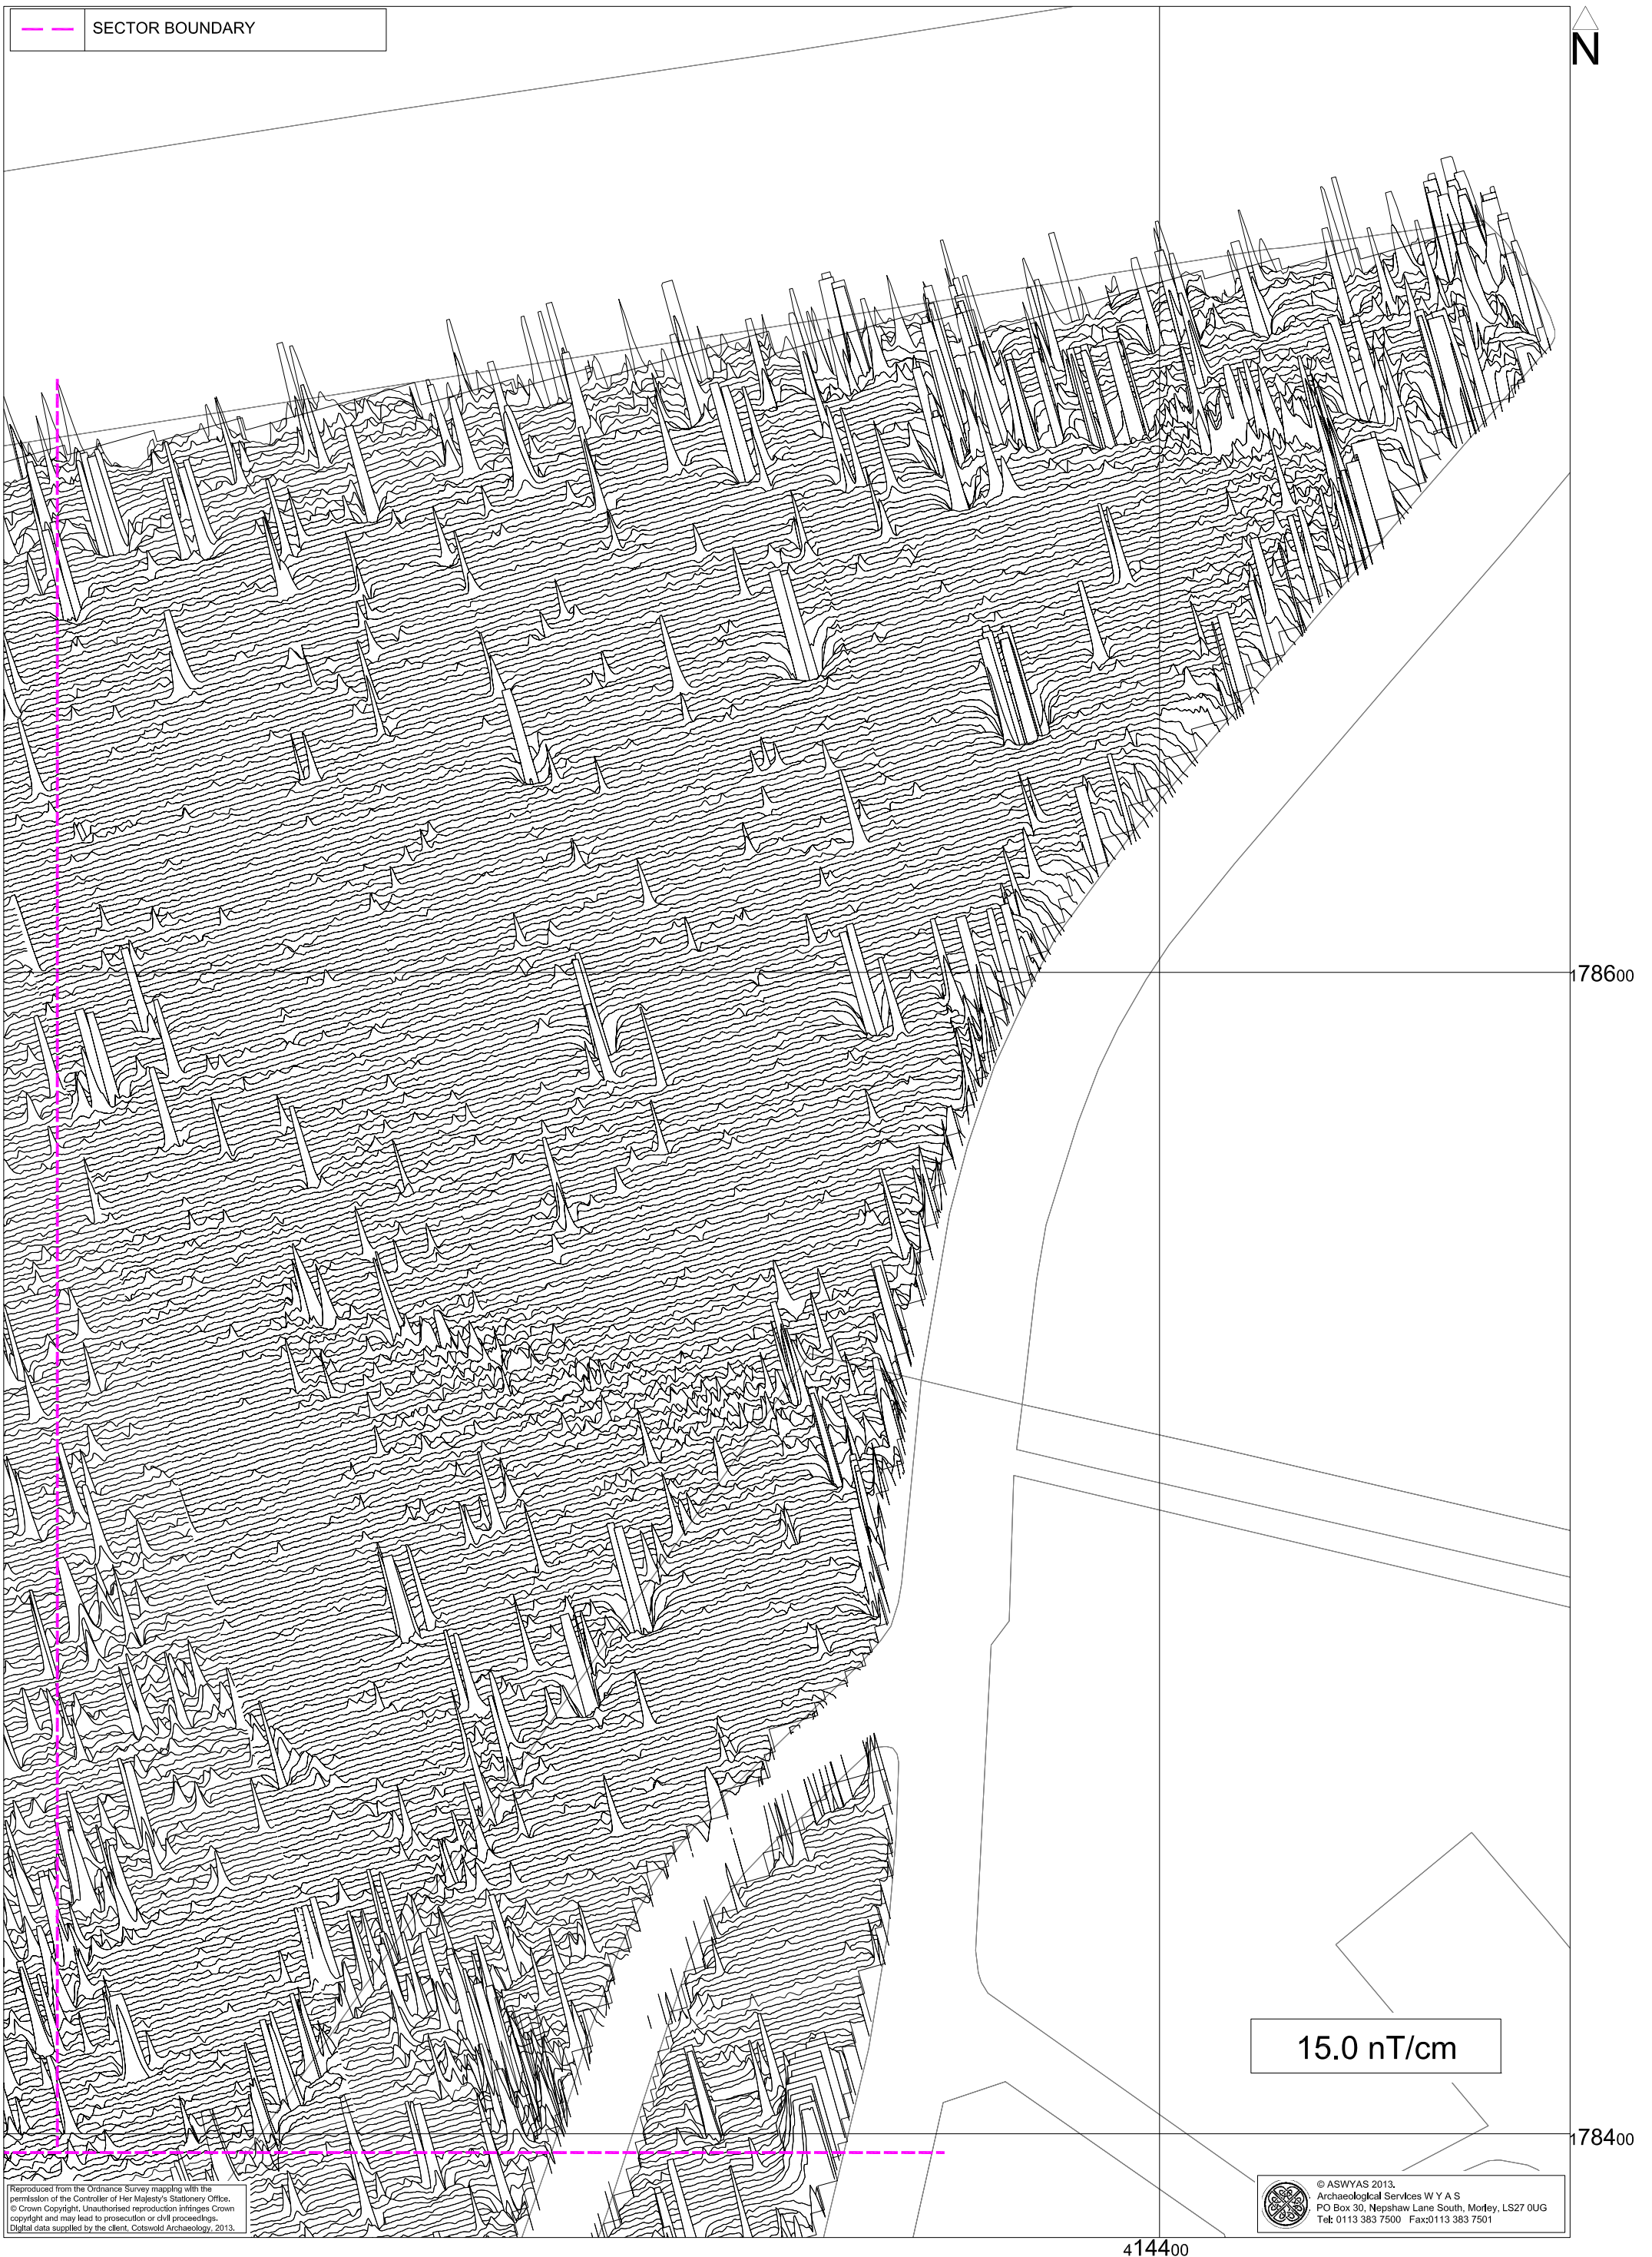 SECTOR BOUNDARY
N
178600
15.0 nT/cm
178400
Reproduced from the Ordnance Survey mapping with the
permission of the Controller of Her Majesty's Stationery Office.
© Crown Copyright. Unauthorised reproduction infringes Crown
copyright and may lead to prosecution or civil proceedings.
Digital data supplied by the client, Cotswold Archaeology, 2013.
© ASWYAS 2013.
Archaeological Services W Y A S
PO Box 30, Nepshaw Lane South, Morley, LS27 0UG
Tel: 0113 383 7500 Fax:0113 383 7501
414400